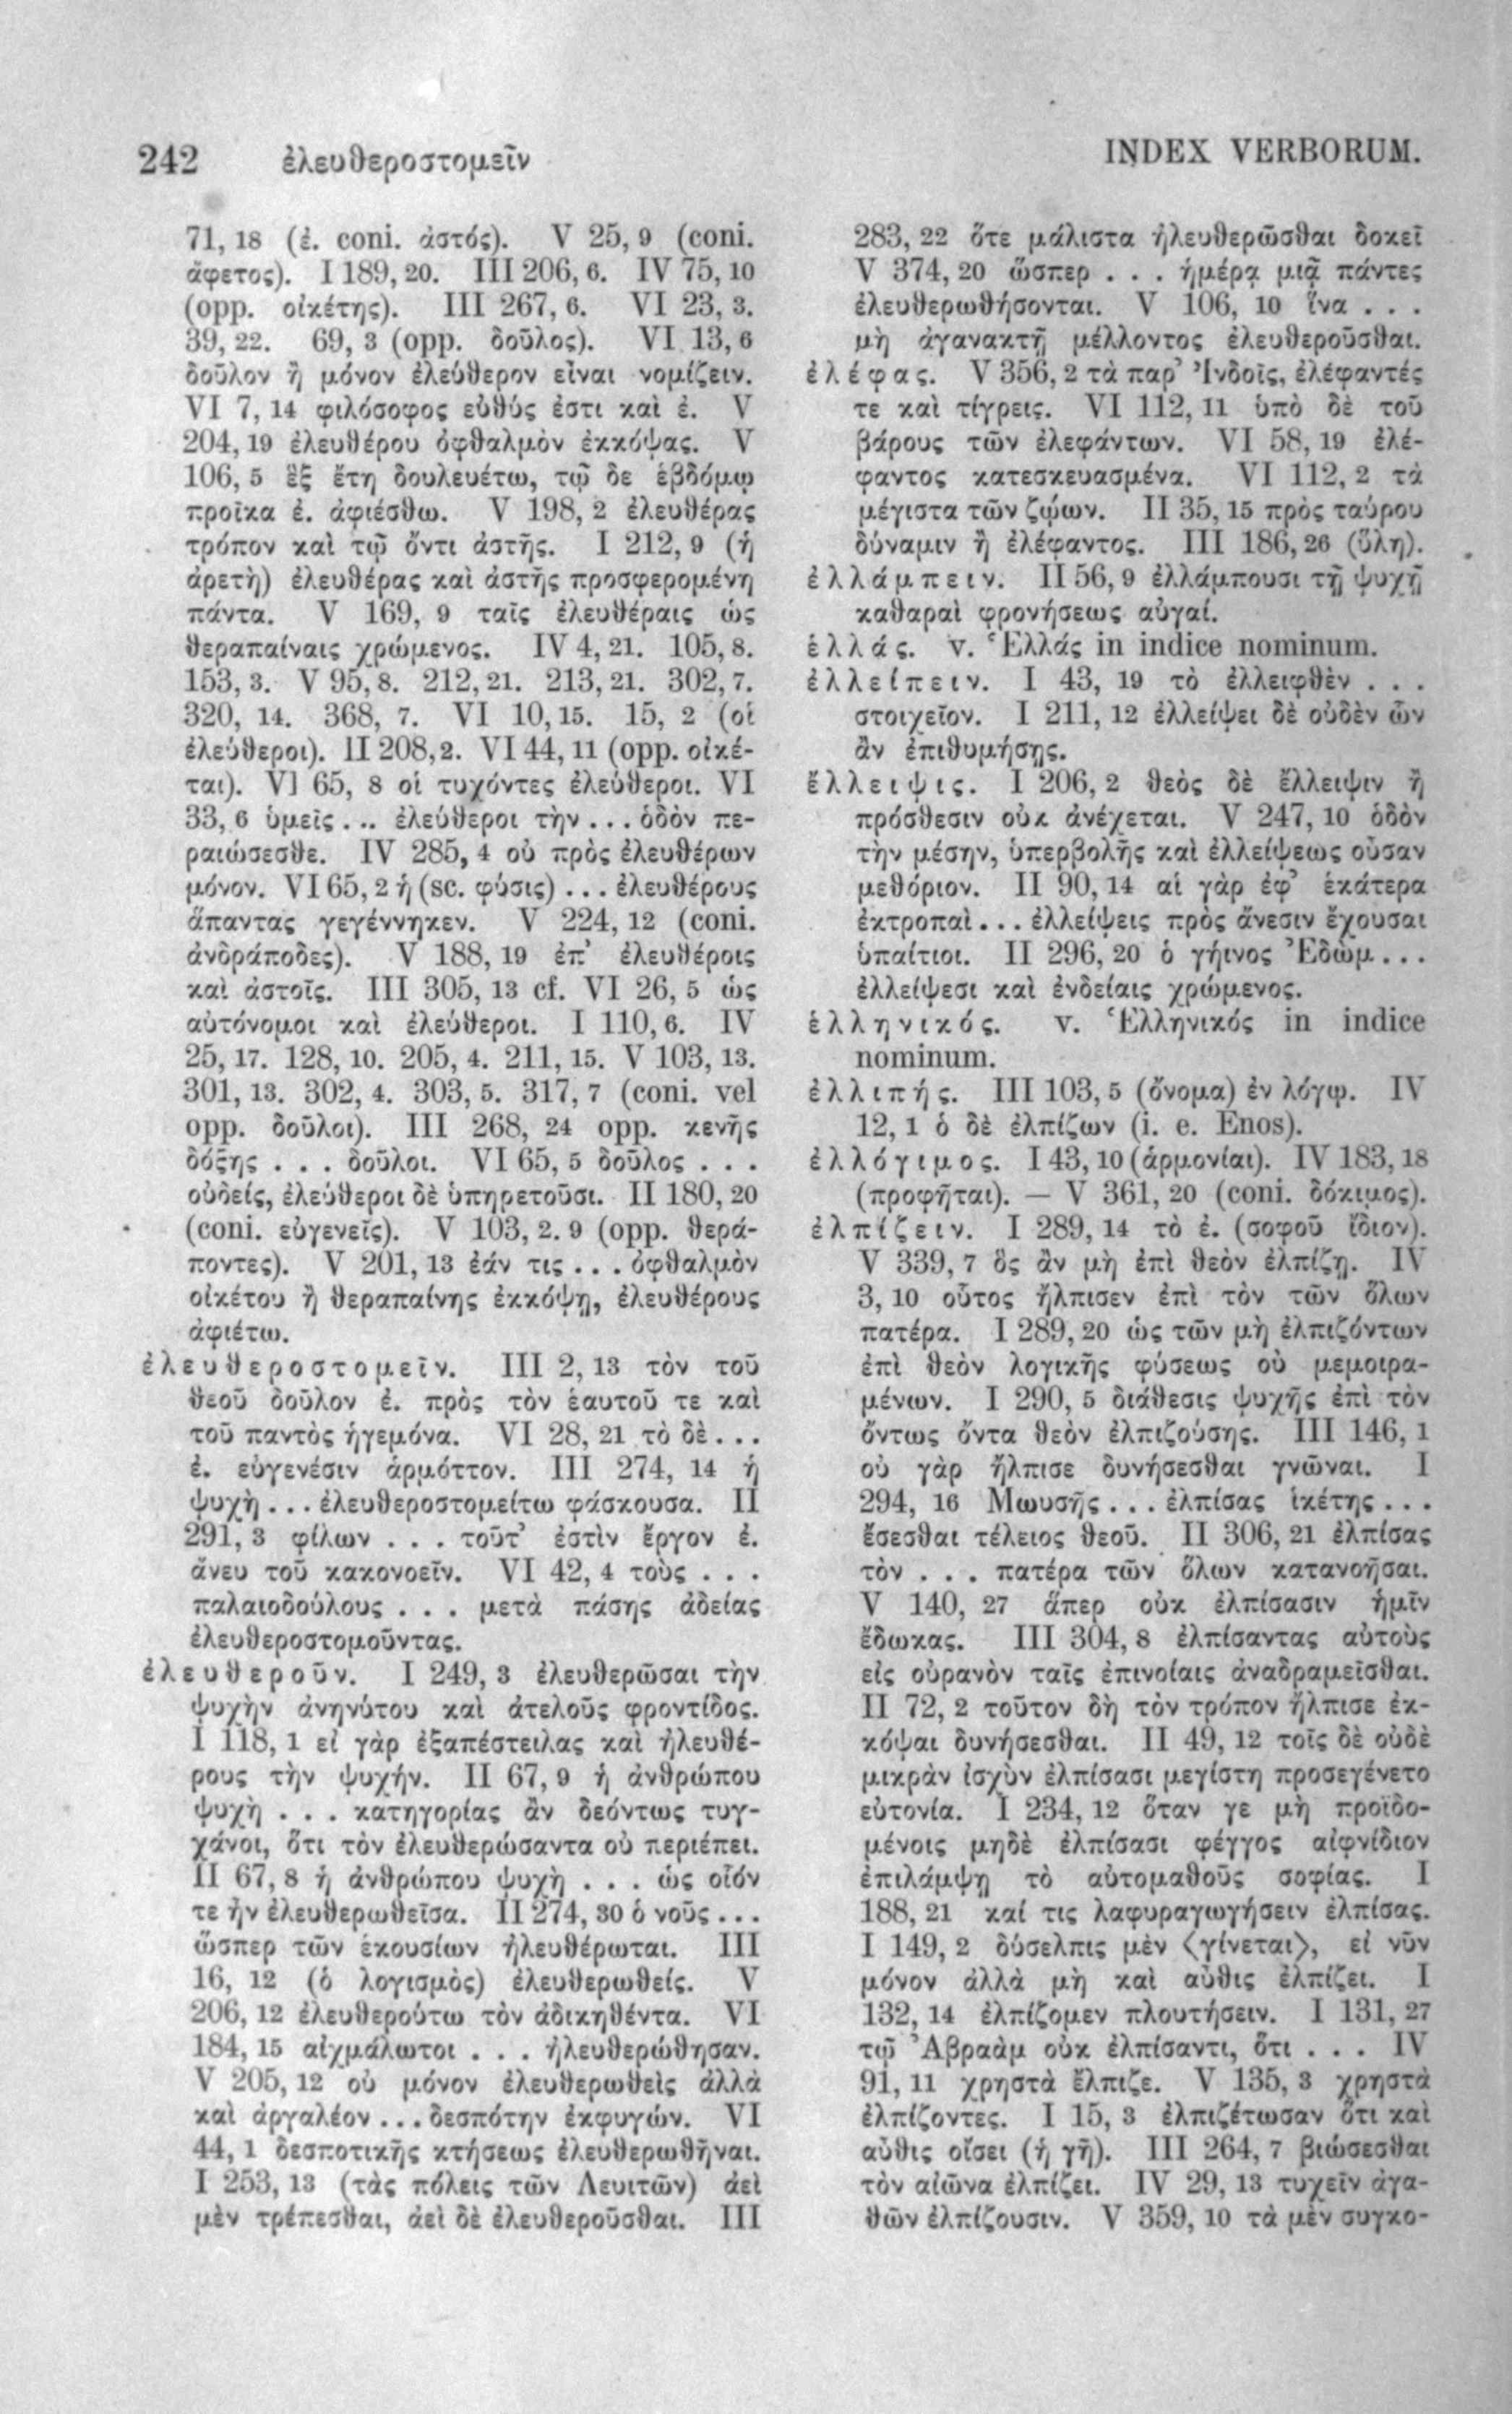 242 ἐλευθεροστομεῖν
INDEX VERBORUM.
71, 18 (ἐ. coni. ἀστός). V 25, 9 (coni.
ἄφετος). I 189, 20. III 206, 6. IV 75, 10
(opp. οἰκέτης). III 267, 6. VI 23, 3.
39, 22. 69, 3 (opp. δοῦλος). VI 13, 6
δοῦλον ἢ μόνον ἐλεύθερον εἶναι νομίζειν.
VI 7, 14 φιλόσοφος εὐθύς ἐστι καὶ ἐ. V
204, 19 ἐλευθέρου ὀφθαλμὸν ἐκκόψας. V
106, 5 ἓξ ἔτη δουλευέτω, τῷ δε ἑβδόμῳ
προῖκα ἐ. ἀφιέσθω. V 198, 2 ἐλευθέρας
τρόπον καὶ τῷ ὄντι ἀστῆς. I 212, 9 (ἡ
ἀρετὴ) ἐλευθέρας καὶ ἀστῆς προσφερομένη
πάντα. V 169, 9 ταῖς ἐλευθέραις ὡς
θεραπαίναις χρώμενος. IV 4, 21. 105, 8.
153, 3. V 95, 8. 212, 21. 213, 21. 302, 7.
320, 14. 368, 7. VI 10, 15. 15, 2 (οἱ
ἐλεύθεροι). II 208, 2. VI 44, 11 (opp. οἰκέ-
ται). VI 65, 8 οἱ τυχόντες ἐλεύθεροι. VI
33, 6 ὑμεῖς ... ἐλεύθεροι τὴν ... ὁδὸν πε-
ραιώσεσθε. IV 285, 4 οὐ πρὸς ἐλευθέρων
μόνον. VI 65, 2 ἡ (sc. φύσις) ... ἐλευθέρους
ἅπαντας γεγέννηκεν. V 224, 12 (coni.
ἀνδράποδες). V 188, 19 ἐπ’ ἐλευθέροις
καὶ ἀστοῖς. III 305, 13 cf. VI 26, 5 ὡς
αὐτόνομοι καὶ ἐλεύθεροι. I 110, 6. IV
25, 17. 128, 10. 205, 4. 211, 15. V 103, 13.
301, 13. 302, 4. 303, 5. 317, 7 (coni. vel
opp. δοῦλοι). III 268, 24 opp. κενῆς
δόξης . . . δοῦλοι. VI 65, 5 δοῦλος . . .
οὐδείς, ἐλεύθεροι δὲ ὑπηρετοῦσι. II 180, 20
(coni. εὐγενεῖς). V 103, 2. 9 (opp. θερά-
ποντες). V 201, 13 ἐάν τις . . . ὀφθαλμὸν
οἰκέτου ἢ θεραπαίνης ἐκκόψῃ, ἐλευθέρους
ἀφιέτω.
ἐλευθεροστομεῖν. III 2, 13 τὸν τοῦ
θεοῦ δοῦλον ἐ. πρὸς τὸν ἑαυτοῦ τε καὶ
τοῦ παντὸς ἡγεμόνα. VI 28, 21 τὸ δὲ ...
ἐ. εὐγενέσιν ἁρμόττον. III 274, 14 ἡ
ψυχὴ ... ἐλευθεροστομείτω φάσκουσα. II
291, 3 φίλων . . . τοῦτ’ ἐστὶν ἔργον ἐ.
ἄνευ τοῦ κακονοεῖν. VI 42, 4 τοὺς . . .
παλαιοδούλους . . . μετὰ πάσης ἀδείας
ἐλευθεροστομοῦντας.
ἐλευθεροῦν. I 249, 3 ἐλευθερῶσαι τὴν
ψυχὴν ἀνηνύτου καὶ ἀτελοῦς φροντίδος.
I 118, 1 εἰ γὰρ ἐξαπέστειλας καὶ ἠλευθέ-
ρους τὴν ψυχήν. II 67, 9 ἡ ἀνθρώπου
ψυχὴ . . . κατηγορίας ἂν δεόντως τυγ-
χάνοι, ὅτι τὸν ἐλευθερώσαντα οὐ περιέπει.
II 67, 8 ἡ ἀνθρώπου ψυχὴ . . . ὡς οἷόν
τε ἦν ἐλευθερωθεῖσα. II 274, 30 ὁ νοῦς ...
ὥσπερ τῶν ἑκουσίων ἠλευθέρωται. III
16, 12 (ὁ λογισμὸς) ἐλευθερωθείς. V
206, 12 ἐλευθερούτω τὸν ἀδικηθέντα. VI
184, 15 αἰχμάλωτοι . . . ἠλευθερώθησαν.
V 205, 12 οὐ μόνον ἐλευθερωθεὶς ἀλλὰ
καὶ ἀργαλέον ... δεσπότην ἐκφυγών. VI
44, 1 δεσποτικῆς κτήσεως ἐλευθερωθῆναι.
I 253, 13 (τὰς πόλεις τῶν Λευιτῶν) ἀεὶ
μὲν τρέπεσθαι, ἀεὶ δὲ ἐλευθεροῦσθαι. III
283, 22 ὅτε μάλιστα ἠλευθερῶσθαι δοκεῖ
V 374, 20 ὥσπερ . . . ἡμέρᾳ μιᾷ πάντες
ἐλευθερωθήσονται. V 106, 10 ἵνα . . .
μὴ ἀγανακτῇ μέλλοντος ἐλευθεροῦσθαι.
ἐλέφας. V 356, 2 τὰ παρ’ Ἰνδοῖς, ἐλέφαντές
τε καὶ τίγρεις. VI 112, 11 ὑπὸ δὲ τοῦ
βάρους τῶν ἐλεφάντων. VI 58, 19 ἐλέ-
φαντος κατεσκευασμένα. VI 112, 2 τὰ
μέγιστα τῶν ζῴων. II 35, 15 πρὸς ταύρου
δύναμιν ἢ ἐλέφαντος. III 186, 26 (ὕλη).
ἐλλάμπειν. II 56, 9 ἐλλάμπουσι τῇ ψυχῇ
καθαραὶ φρονήσεως αὐγαί.
ἑλλάς. v. Ἑλλάς in indice nominum.
ἐλλείπειν. I 43, 19 τὸ ἐλλειφθὲν . . .
στοιχεῖον. I 211, 12 ἐλλείψει δὲ οὐδὲν ὧν
ἂν ἐπιθυμήσῃς.
ἔλλειψις. I 206, 2 θεὸς δὲ ἔλλειψιν ἢ
πρόσθεσιν οὐκ ἀνέχεται. V 247, 10 ὁδὸν
τὴν μέσην, ὑπερβολῆς καὶ ἐλλείψεως οὖσαν
μεθόριον. II 90, 14 αἱ γὰρ ἐφ’ ἑκάτερα
ἐκτροπαὶ ... ἐλλείψεις πρὸς ἄνεσιν ἔχουσαι
ὑπαίτιοι. II 296, 20 ὁ γήινος Ἐδὼμ ...
ἐλλείψεσι καὶ ἐνδείαις χρώμενος.
ἑλληνικός. v. Ἑλληνικός in indice
nominum.
ἐλλιπής. III 103, 5 (ὄνομα) ἐν λόγῳ. IV
12, 1 ὁ δὲ ἐλπίζων (i. e. Enos).
ἐλλόγιμος. I 43, 10 (ἁρμονίαι). IV 183, 18
(προφῆται). — V 361, 20 (coni. δόκιμος).
ἐλπίζειν. I 289, 14 τὸ ἐ. (σοφοῦ ἴδιον).
V 339, 7 ὃς ἂν μὴ ἐπὶ θεὸν ἐλπίζῃ. IV
3, 10 οὗτος ἤλπισεν ἐπὶ τὸν τῶν ὅλων
πατέρα. I 289, 20 ὡς τῶν μὴ ἐλπιζόντων
ἐπὶ θεὸν λογικῆς φύσεως οὐ μεμοιρα-
μένων. I 290, 5 διάθεσις ψυχῆς ἐπὶ τὸν
ὄντως ὄντα θεὸν ἐλπιζούσης. III 146, 1
οὐ γὰρ ἤλπισε δυνήσεσθαι γνῶναι. I
294, 16 Μωυσῆς . . . ἐλπίσας ἱκέτης . . .
ἔσεσθαι τέλειος θεοῦ. II 306, 21 ἐλπίσας
τὸν . . . πατέρα τῶν ὅλων κατανοῆσαι.
V 140, 27 ἅπερ οὐκ ἐλπίσασιν ἡμῖν
ἔδωκας. III 304, 8 ἐλπίσαντας αὐτοὺς
εἰς οὐρανὸν ταῖς ἐπινοίαις ἀναδραμεῖσθαι.
II 72, 2 τοῦτον δὴ τὸν τρόπον ἤλπισε ἐκ-
κόψαι δυνήσεσθαι. II 49, 12 τοῖς δὲ οὐδὲ
μικρὰν ἰσχὺν ἐλπίσασι μεγίστη προσεγένετο
εὐτονία. I 234, 12 ὅταν γε μὴ προϊδο-
μένοις μηδὲ ἐλπίσασι φέγγος αἰφνίδιον
ἐπιλάμψῃ τὸ αὐτομαθοῦς σοφίας. I
188, 21 καί τις λαφυραγωγήσειν ἐλπίσας.
I 149, 2 δύσελπις μὲν ⟨γίνεται⟩, εἰ νῦν
μόνον ἀλλὰ μὴ καὶ αὖθις ἐλπίζει. I
132, 14 ἐλπίζομεν πλουτήσειν. I 131, 27
τῷ Ἀβραὰμ οὐκ ἐλπίσαντι, ὅτι . . . IV
91, 11 χρηστὰ ἔλπιζε. V 135, 3 χρηστὰ
ἐλπίζοντες. I 15, 3 ἐλπιζέτωσαν ὅτι καὶ
αὖθις οἴσει (ἡ γῆ). III 264, 7 βιώσεσθαι
τὸν αἰῶνα ἐλπίζει. IV 29, 13 τυχεῖν ἀγα-
θῶν ἐλπίζουσιν. V 359, 10 τὰ μὲν συγκο-